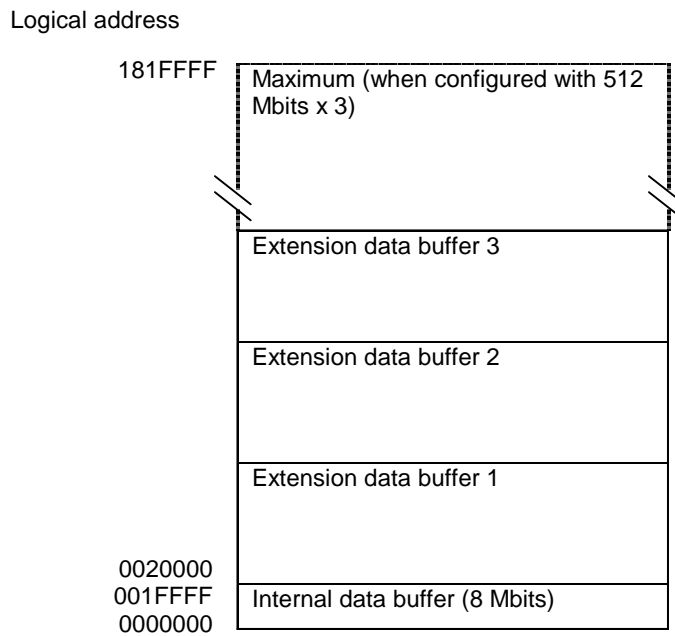 Logical address
181FFFF
Maximum (when configured with 512
Mbits x 3)
Extension data buffer 3
Extension data buffer 2
Extension data buffer 1
0020000
001FFFF
Internal data buffer (8 Mbits)
0000000